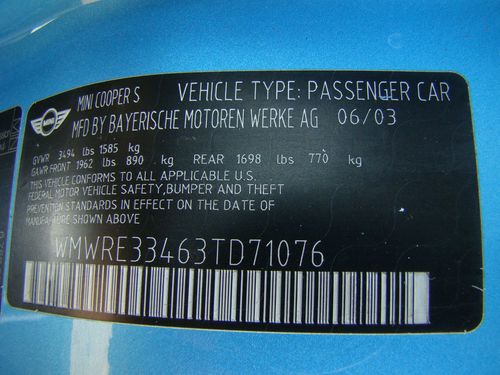 MINI
MINI COOPER S VEHICLE TYPE: PASSENGER CAR
MFD BY BAYERISCHE MOTOREN WERKE AG 06/03
GVWR 3494 lbs 1585 kg
GAWR FRONT 1962 lbs 890 kg REAR 1698 lbs 770 kg
THIS VEHICLE CONFORMS TO ALL APPLICABLE U.S.
FEDERAL MOTOR VEHICLE SAFETY,BUMPER AND THEFT
PREVENTION STANDARDS IN EFFECT ON THE DATE OF
MANUFACTURE SHOWN ABOVE
WMWRE33463TD71076